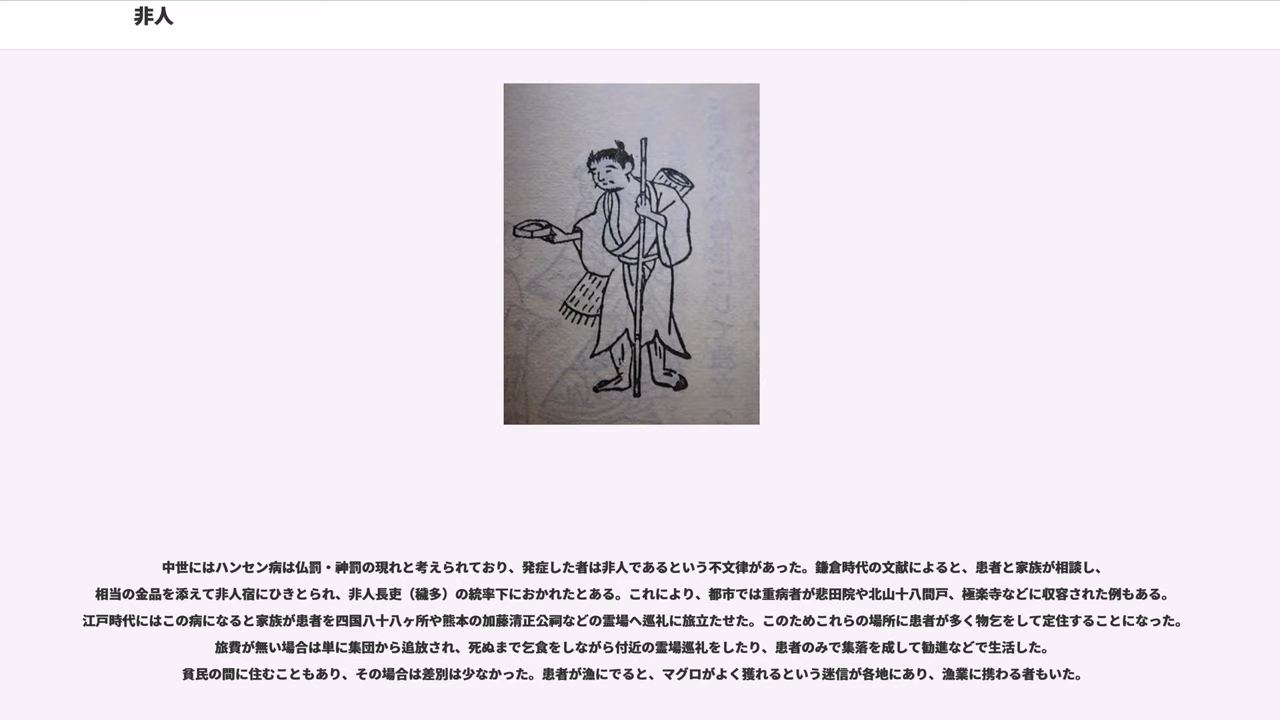 非人
中世にはハンセン病は仏罰・神罰の現れと考えられており、発症した者は非人であるという不文律があった。鎌倉時代の文献によると、患者と家族が相談し、
相当の金品を添えて非人宿にひきとられ、非人長吏（穢多）の統率下におかれたとある。これにより、都市では重病者が悲田院や北山十八間戸、極楽寺などに収容された例もある。
江戸時代にはこの病になると家族が患者を四国八十八ヶ所や熊本の加藤清正公祠などの霊場へ巡礼に旅立たせた。このためこれらの場所に患者が多く物乞をして定住することになった。
旅費が無い場合は単に集団から追放され、死ぬまで乞食をしながら付近の霊場巡礼をしたり、患者のみで集落を成して勧進などで生活した。
貧民の間に住むこともあり、その場合は差別は少なかった。患者が漁にでると、マグロがよく獲れるという迷信が各地にあり、漁業に携わる者もいた。